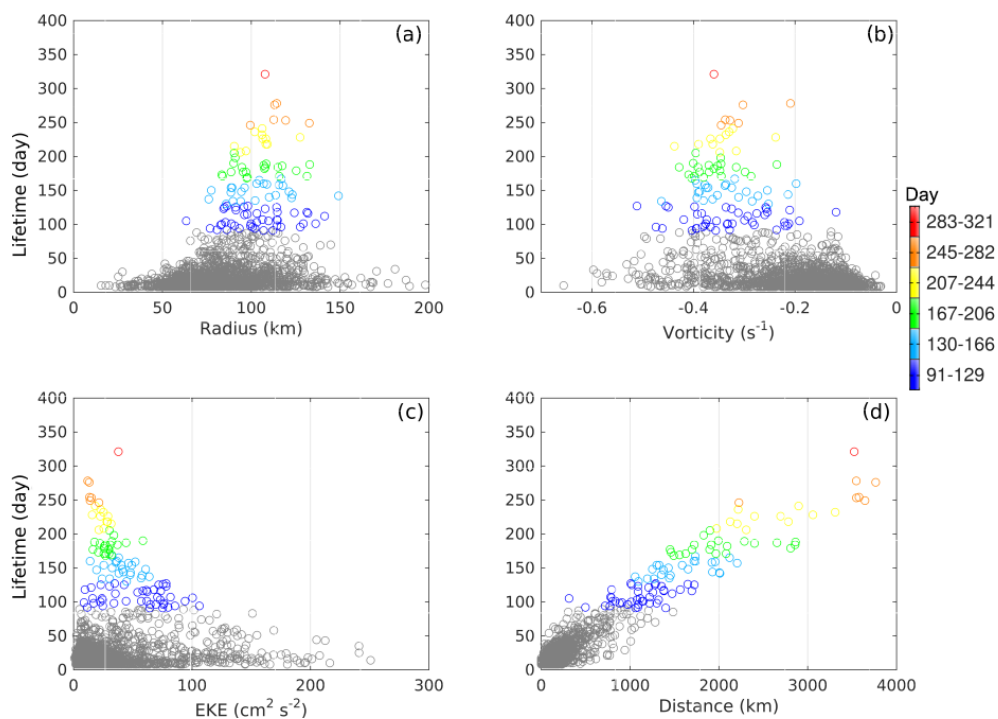 (a)
400
350
300
250
200
150
100
50
0
Lifetime (day)
0 50 100 150 200
Radius (km)
(b)
400
350
300
250
200
150
100
50
0
-0.6 -0.4 -0.2 0
Vorticity (s⁻¹)
Day
283-321
245-282
207-244
167-206
130-166
91-129
(c)
400
350
300
250
200
150
100
50
0
Lifetime (day)
0 100 200 300
EKE (cm² s⁻²)
(d)
400
350
300
250
200
150
100
50
0
0 1000 2000 3000 4000
Distance (km)